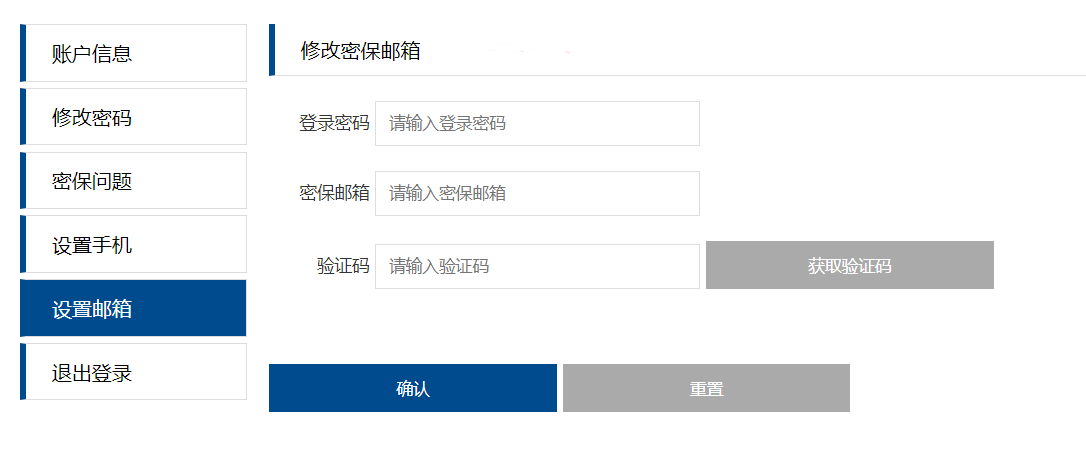 账户信息
修改密码
密保问题
设置手机
设置邮箱
退出登录
修改密保邮箱
登录密码 请输入登录密码
密保邮箱 请输入密保邮箱
验证码 请输入验证码 获取验证码
确认 重置